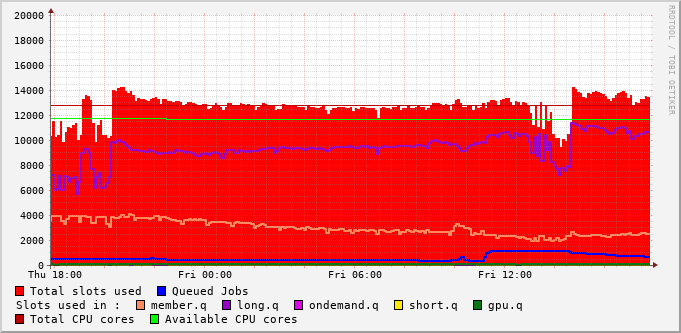 20000
18000
16000
14000
12000
10000
8000
6000
4000
2000
0
Thu 18:00 Fri 00:00 Fri 06:00 Fri 12:00
Total slots used Queued Jobs
Slots used in : member.q long.q ondemand.q short.q gpu.q
Total CPU cores Available CPU cores
RRDTOOL / TOBI OETIKER